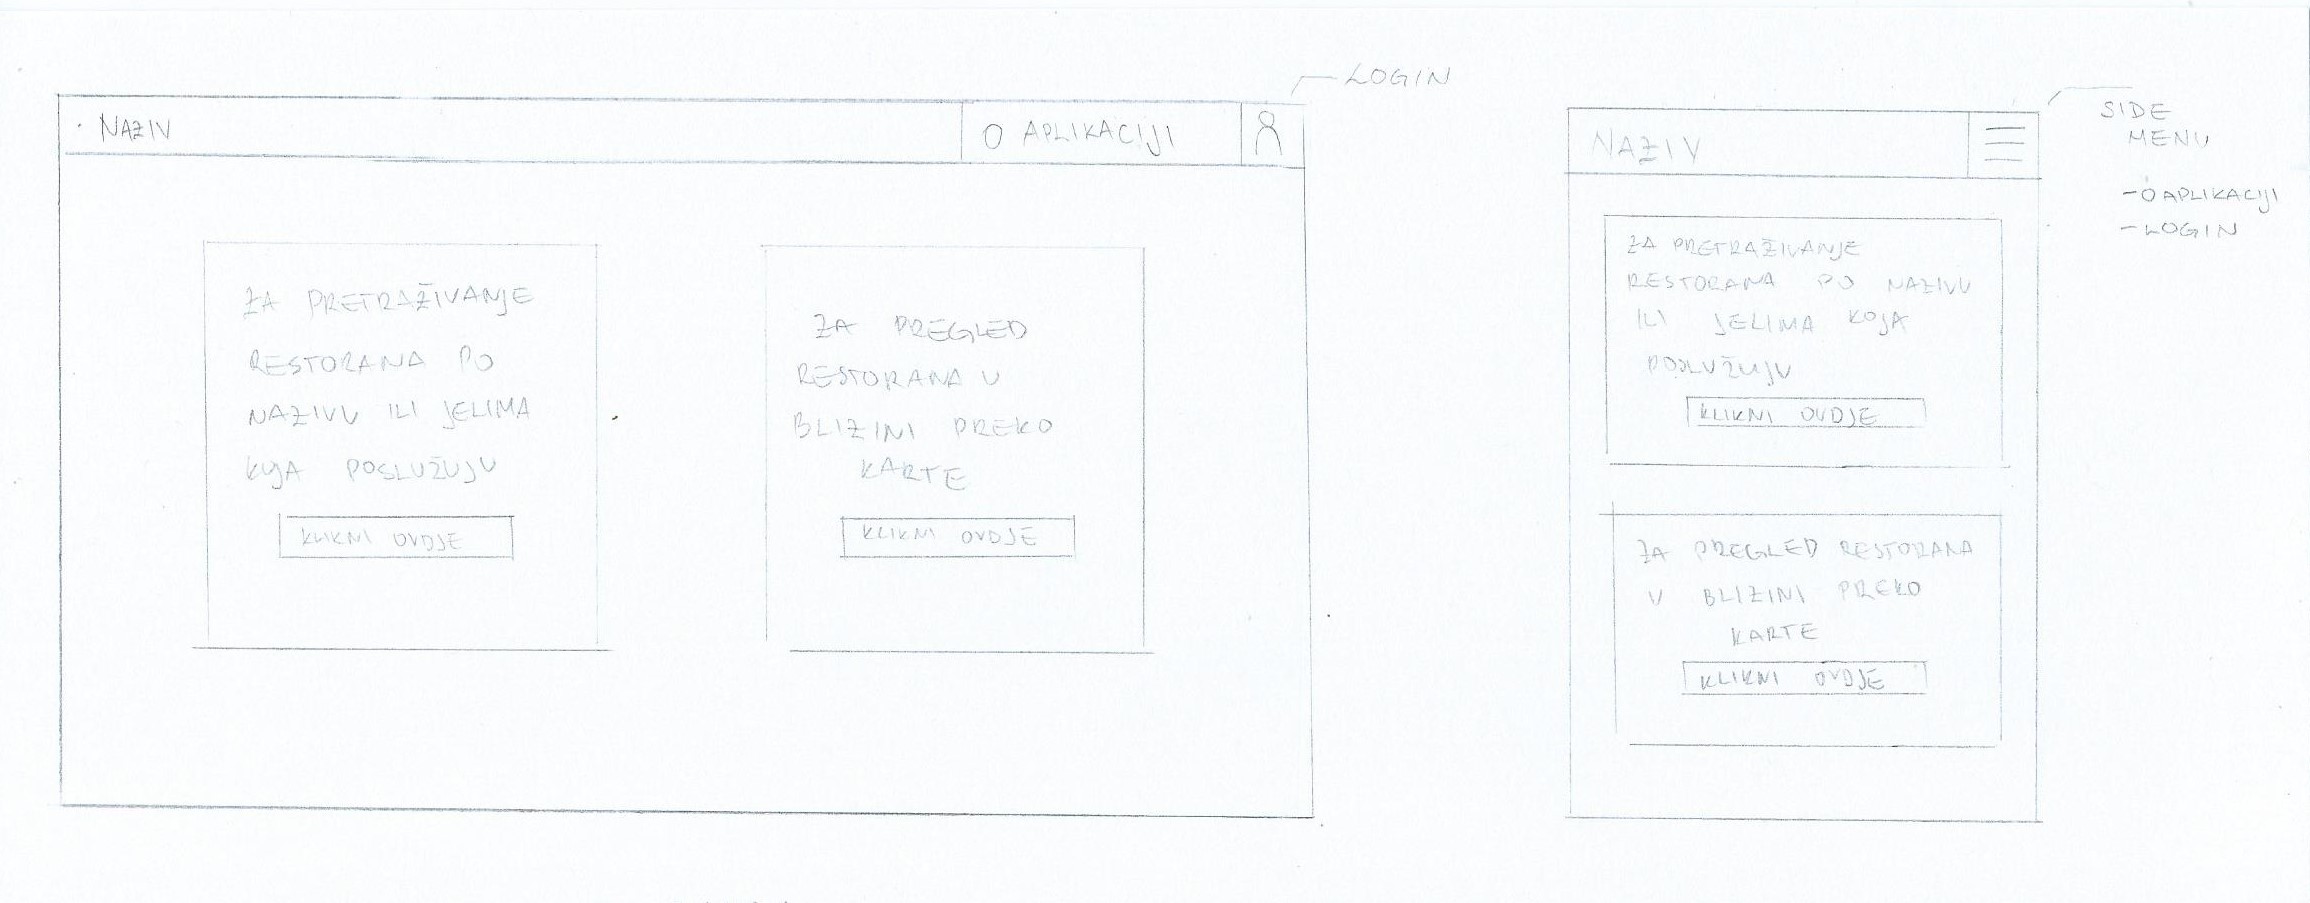 LOGIN
NAZIV
O APLIKACIJI
ZA PRETRAŽIVANJE
RESTORANA PO
NAZIVU ILI JELIMA
KOJA POSLUŽUJU
KLIKNI OVDJE
ZA PREGLED
RESTORANA U
BLIZINI PREKO
KARTE
KLIKNI OVDJE
NAZIV
SIDE
MENU
- O APLIKACIJI
- LOGIN
ZA PRETRAŽIVANJE
RESTORANA PO NAZIVU
ILI JELIMA KOJA
POSLUŽUJU
KLIKNI OVDJE
ZA PREGLED RESTORANA
U BLIZINI PREKO
KARTE
KLIKNI OVDJE